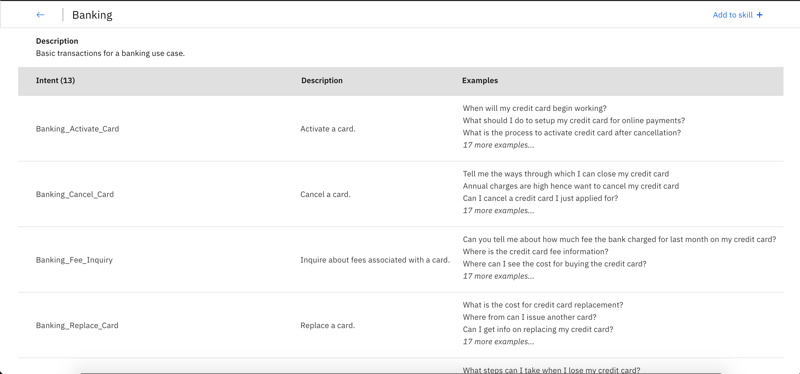 ← Banking Add to skill +
Description
Basic transactions for a banking use case.
Intent (13) Description Examples
Banking_Activate_Card Activate a card.
When will my credit card begin working?
What should I do to setup my credit card for online payments?
What is the process to activate credit card after cancellation?
17 more examples...
Banking_Cancel_Card Cancel a card.
Tell me the ways through which I can close my credit card
Annual charges are high hence want to cancel my credit card
Can I cancel a credit card I just applied for?
17 more examples...
Banking_Fee_Inquiry Inquire about fees associated with a card.
Can you tell me about how much fee the bank charged for last month on my credit card?
Where is the credit card fee information?
Where can I see the cost for buying the credit card?
17 more examples...
Banking_Replace_Card Replace a card.
What is the cost for credit card replacement?
Where from can I issue another card?
Can I get info on replacing my credit card?
17 more examples...
What steps can I take when I lose my credit card?